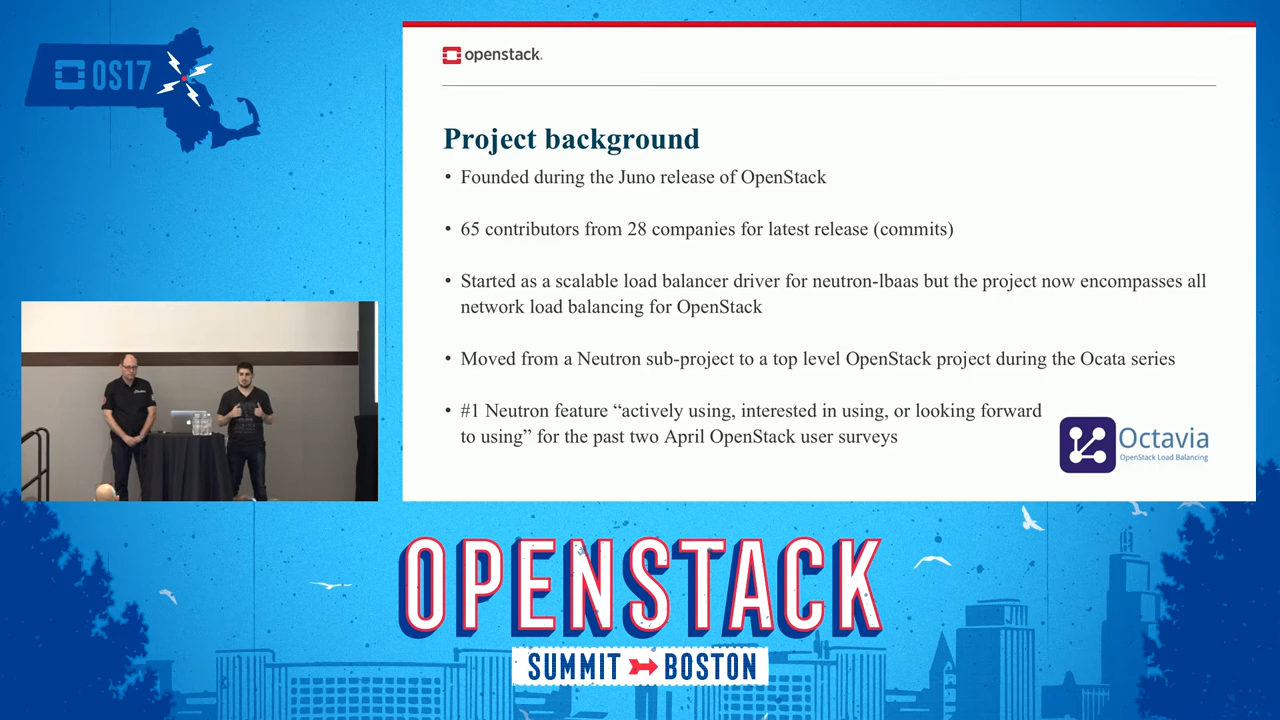 OS17
openstack.
Project background
• Founded during the Juno release of OpenStack
• 65 contributors from 28 companies for latest release (commits)
• Started as a scalable load balancer driver for neutron-lbaas but the project now encompasses all
network load balancing for OpenStack
• Moved from a Neutron sub-project to a top level OpenStack project during the Ocata series
• #1 Neutron feature “actively using, interested in using, or looking forward
to using” for the past two April OpenStack user surveys
Octavia
OpenStack Load Balancing
OPENSTACK
SUMMIT BOSTON